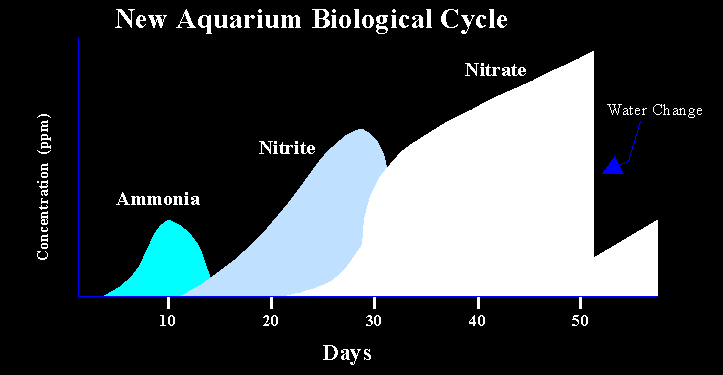 New Aquarium Biological Cycle
Nitrate
Water Change
Nitrite
Ammonia
Concentration (ppm)
10 20 30 40 50
Days